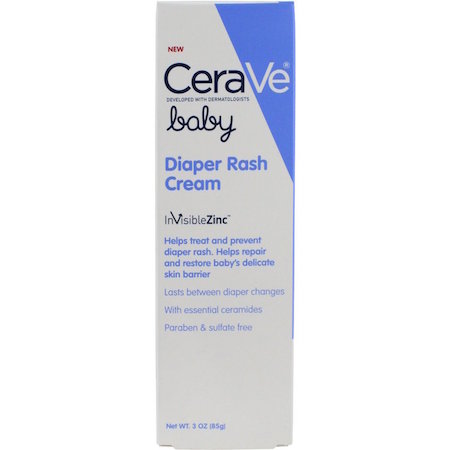 NEW
CeraVe®
DEVELOPED WITH DERMATOLOGISTS
baby
Diaper Rash
Cream
InVisibleZinc™
Helps treat and prevent
diaper rash. Helps repair
and restore baby's delicate
skin barrier
Lasts between diaper changes
With essential ceramides
Paraben & sulfate free
Net WT. 3 OZ (85g)